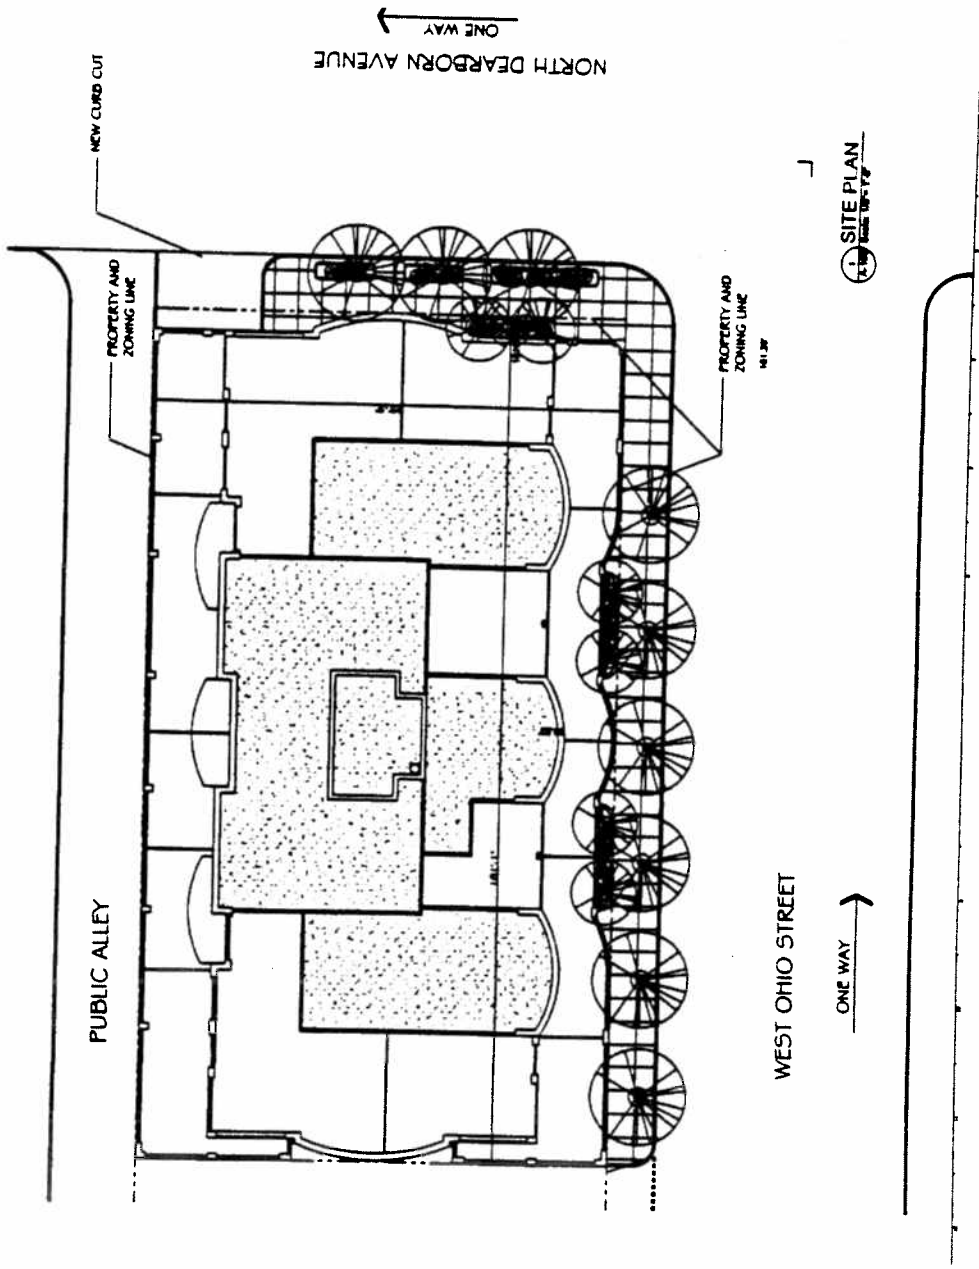 ONE WAY
NORTH DEARBORN AVENUE
NEW CURB CUT
PROPERTY AND
ZONING LINE
1
SITE PLAN
PROPERTY AND
ZONING LINE
PUBLIC ALLEY
WEST OHIO STREET
ONE WAY